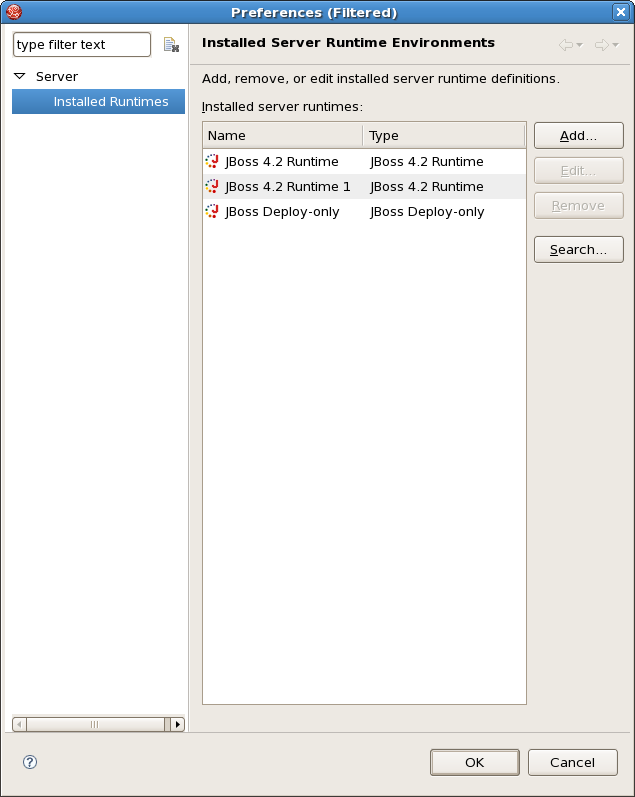 Preferences (Filtered)
type filter text
Server
Installed Runtimes
Installed Server Runtime Environments
Add, remove, or edit installed server runtime definitions.
Installed server runtimes:
Name Type
JBoss 4.2 Runtime JBoss 4.2 Runtime
JBoss 4.2 Runtime 1 JBoss 4.2 Runtime
JBoss Deploy-only JBoss Deploy-only
Add...
Edit...
Remove
Search...
?
OK
Cancel